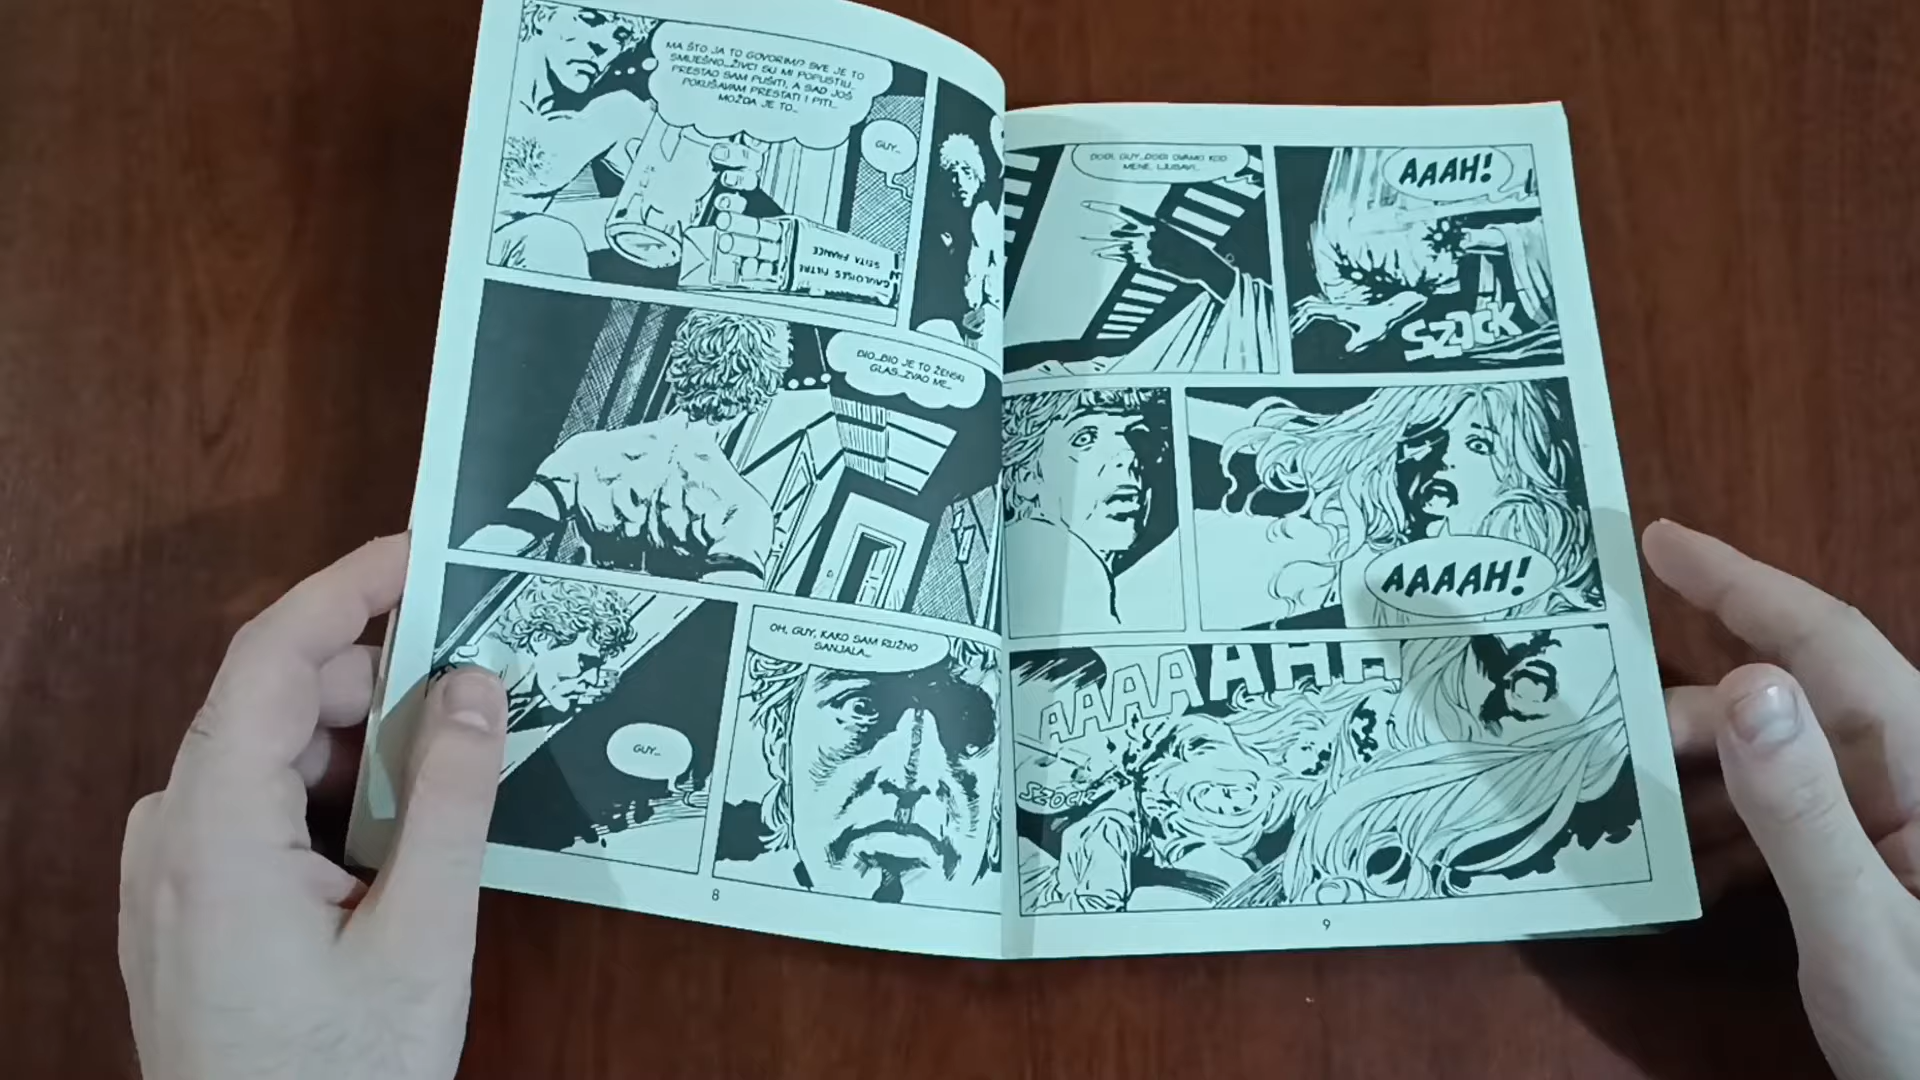 MA ŠTO JA TO GOVORIM? SVE JE TO
SMIJEŠNO...ŽIVCI SU MI POPUSTILI...
PRESTAO SAM PUŠITI, A SAD JOŠ
POKUŠAVAM PRESTATI I PITI...
MOŽDA JE TO...
GUY...
GAULOISES FILTRE
SEITA FRANCE
BIO...BIO JE TO ŽENSKI
GLAS...ZVAO ME...
GUY...
OH, GUY, KAKO SAM RUŽNO
SANJALA...
8
DOĐI, GUY...DOĐI OVAMO KOD
MENE, LJUBAVI...
AAAH!
SZOCK
AAAAH!
AAAAAHH
SZOCK
9